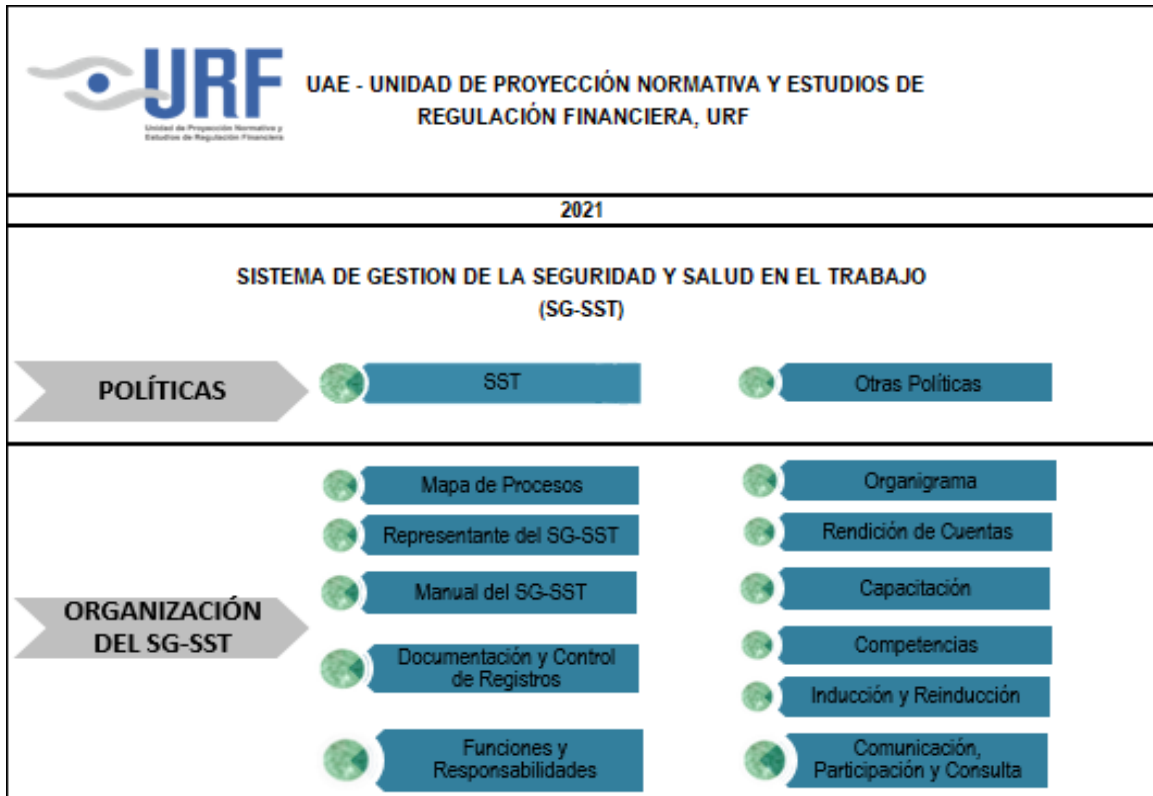 URF
Unidad de Proyección Normativa y
Estudios de Regulación Financiera
UAE - UNIDAD DE PROYECCIÓN NORMATIVA Y ESTUDIOS DE
REGULACIÓN FINANCIERA, URF
2021
SISTEMA DE GESTION DE LA SEGURIDAD Y SALUD EN EL TRABAJO
(SG-SST)
POLÍTICAS
SST
Otras Políticas
ORGANIZACIÓN
DEL SG-SST
Mapa de Procesos
Representante del SG-SST
Manual del SG-SST
Documentación y Control
de Registros
Funciones y
Responsabilidades
Organigrama
Rendición de Cuentas
Capacitación
Competencias
Inducción y Reinducción
Comunicación,
Participación y Consulta